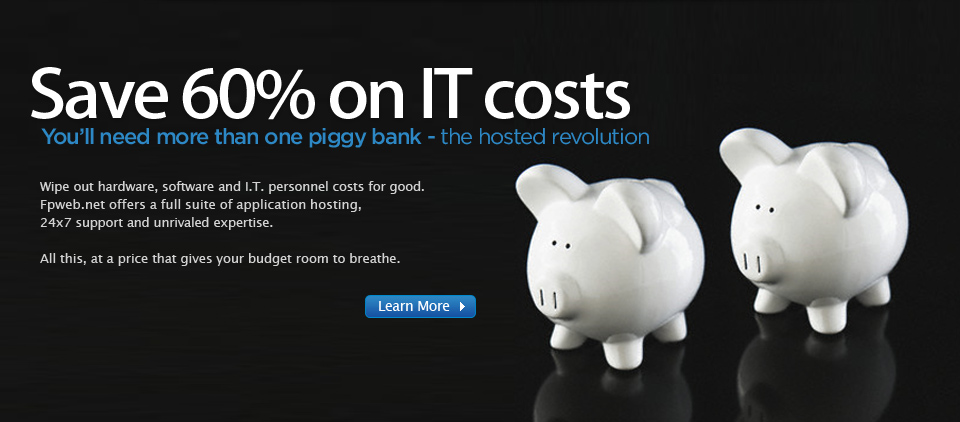 Save 60% on IT costs
You'll need more than one piggy bank - the hosted revolution
Wipe out hardware, software and I.T. personnel costs for good.
Fpweb.net offers a full suite of application hosting,
24x7 support and unrivaled expertise.
All this, at a price that gives your budget room to breathe.
Learn More